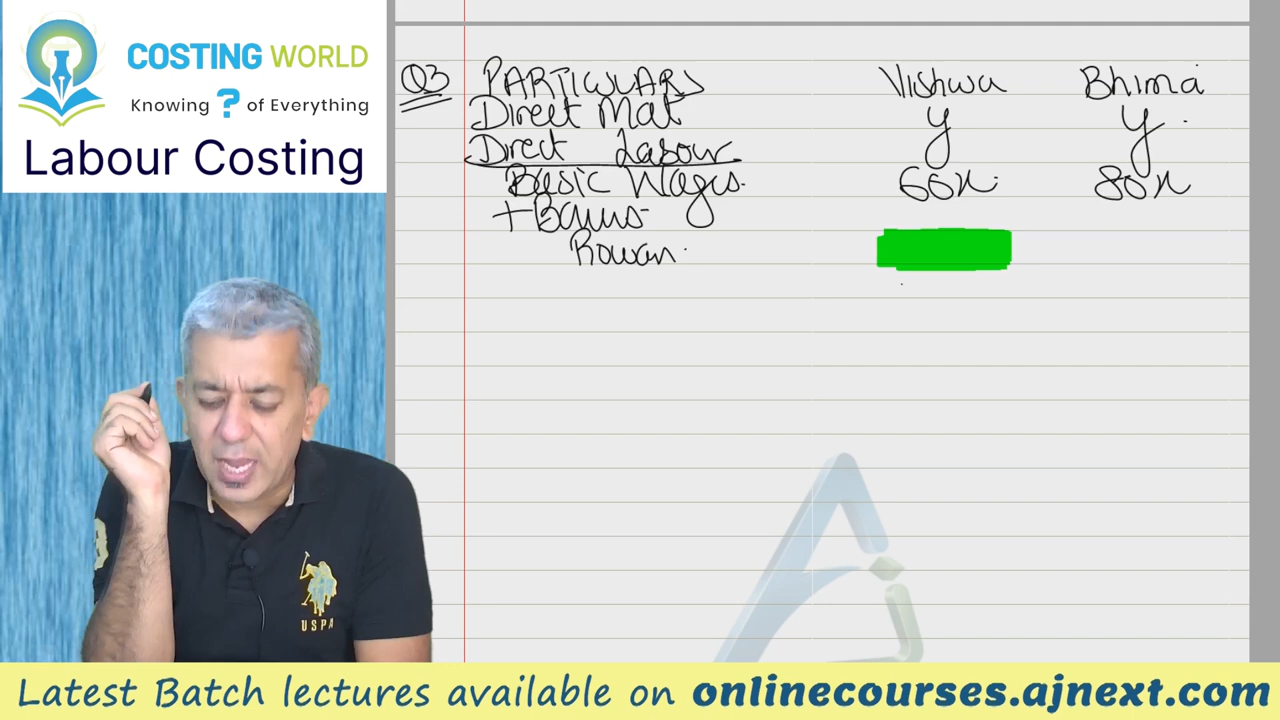 COSTING WORLD
Knowing ? of Everything
Labour Costing
Q3 PARTICULARS Vishwa Bhima
Direct Mat y y
Direct Labour
Basic Wages 60x 80x
+ Bonus
Rowan
USPA
Latest Batch lectures available on onlinecourses.ajnext.com